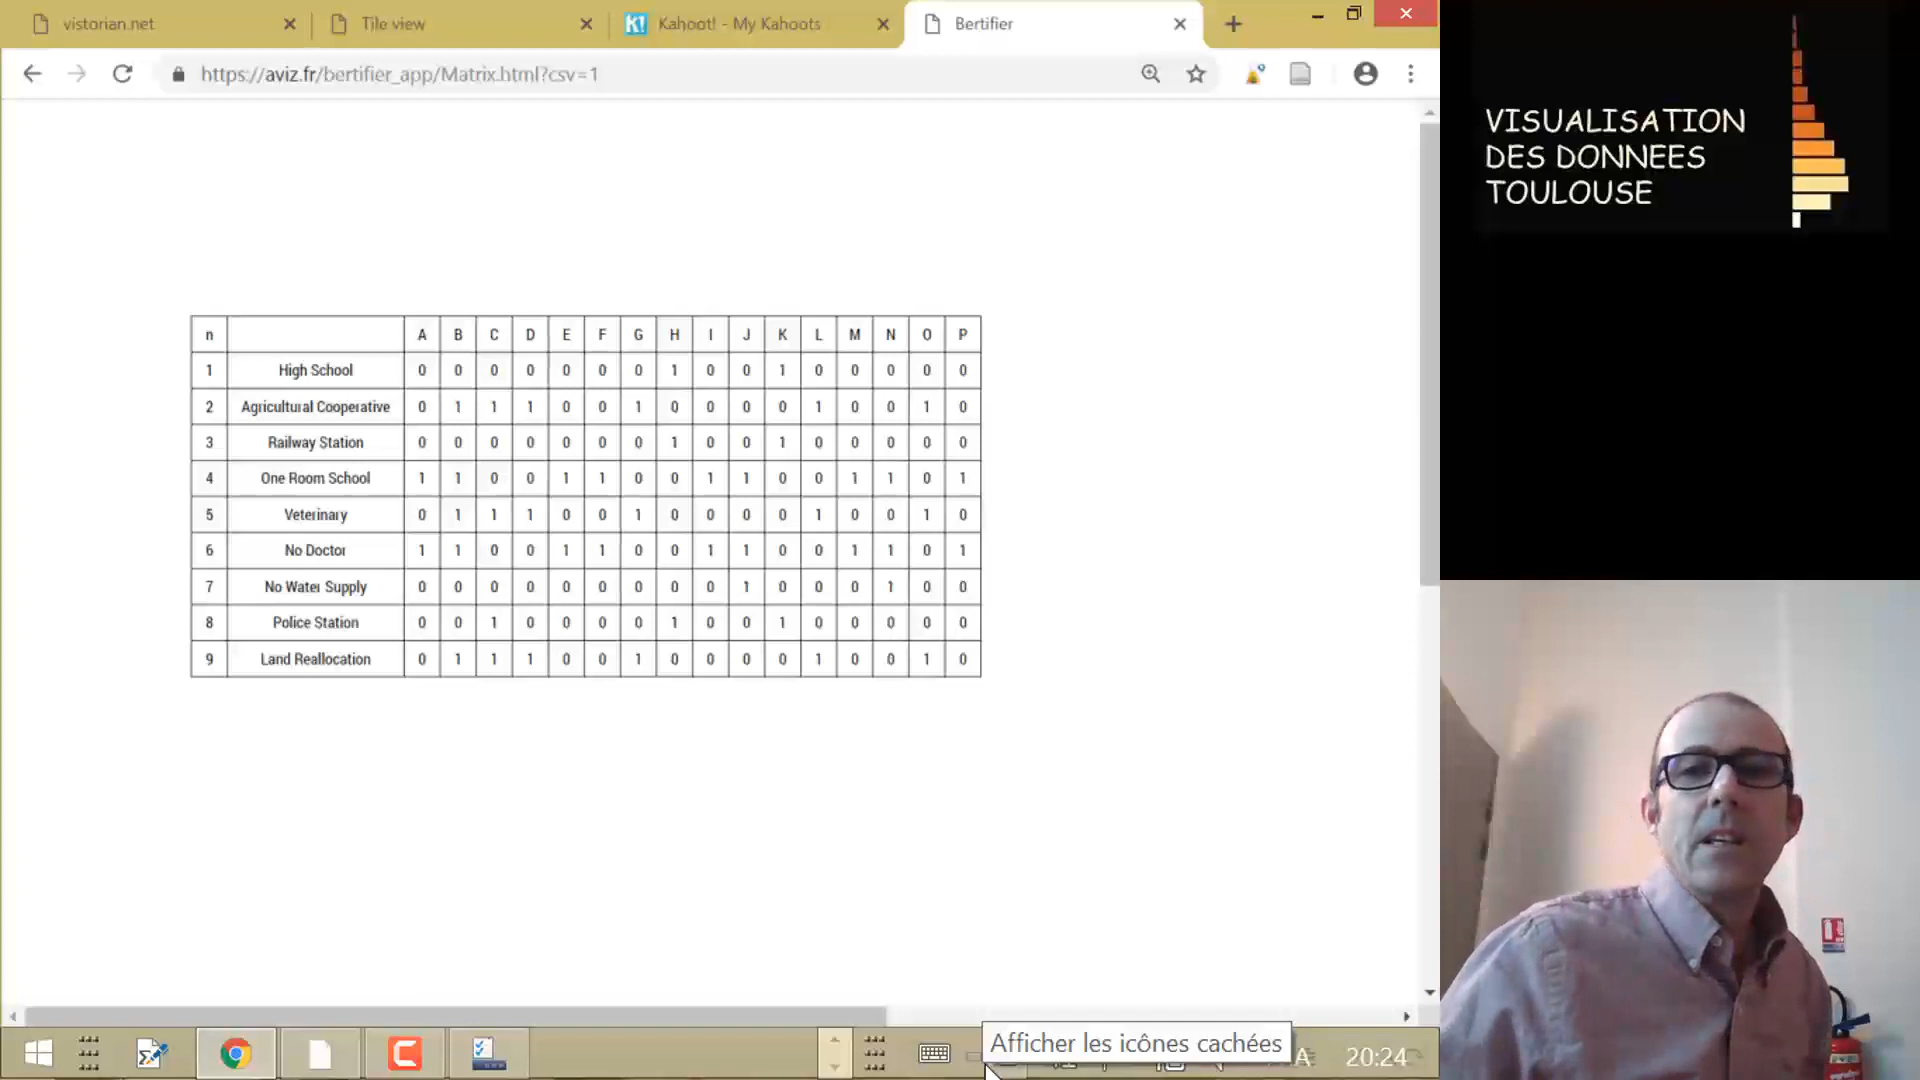 vistorian.net
Tile view
K! Kahoot! - My Kahoots
Bertifier
https://aviz.fr/bertifier_app/Matrix.html?csv=1
VISUALISATION
DES DONNEES
TOULOUSE
n A B C D E F G H I J K L M N O P
1 High School 0 0 0 0 0 0 0 1 0 0 1 0 0 0 0 0
2 Agricultural Cooperative 0 1 1 1 0 0 1 0 0 0 0 1 0 0 1 0
3 Railway Station 0 0 0 0 0 0 0 1 0 0 1 0 0 0 0 0
4 One Room School 1 1 0 0 1 1 0 0 1 1 0 0 1 1 0 1
5 Veterinary 0 1 1 1 0 0 1 0 0 0 0 1 0 0 1 0
6 No Doctor 1 1 0 0 1 1 0 0 1 1 0 0 1 1 0 1
7 No Water Supply 0 0 0 0 0 0 0 0 0 1 0 0 0 1 0 0
8 Police Station 0 0 1 0 0 0 0 1 0 0 1 0 0 0 0 0
9 Land Reallocation 0 1 1 1 0 0 1 0 0 0 0 1 0 0 1 0
Afficher les icônes cachées
A
20:24